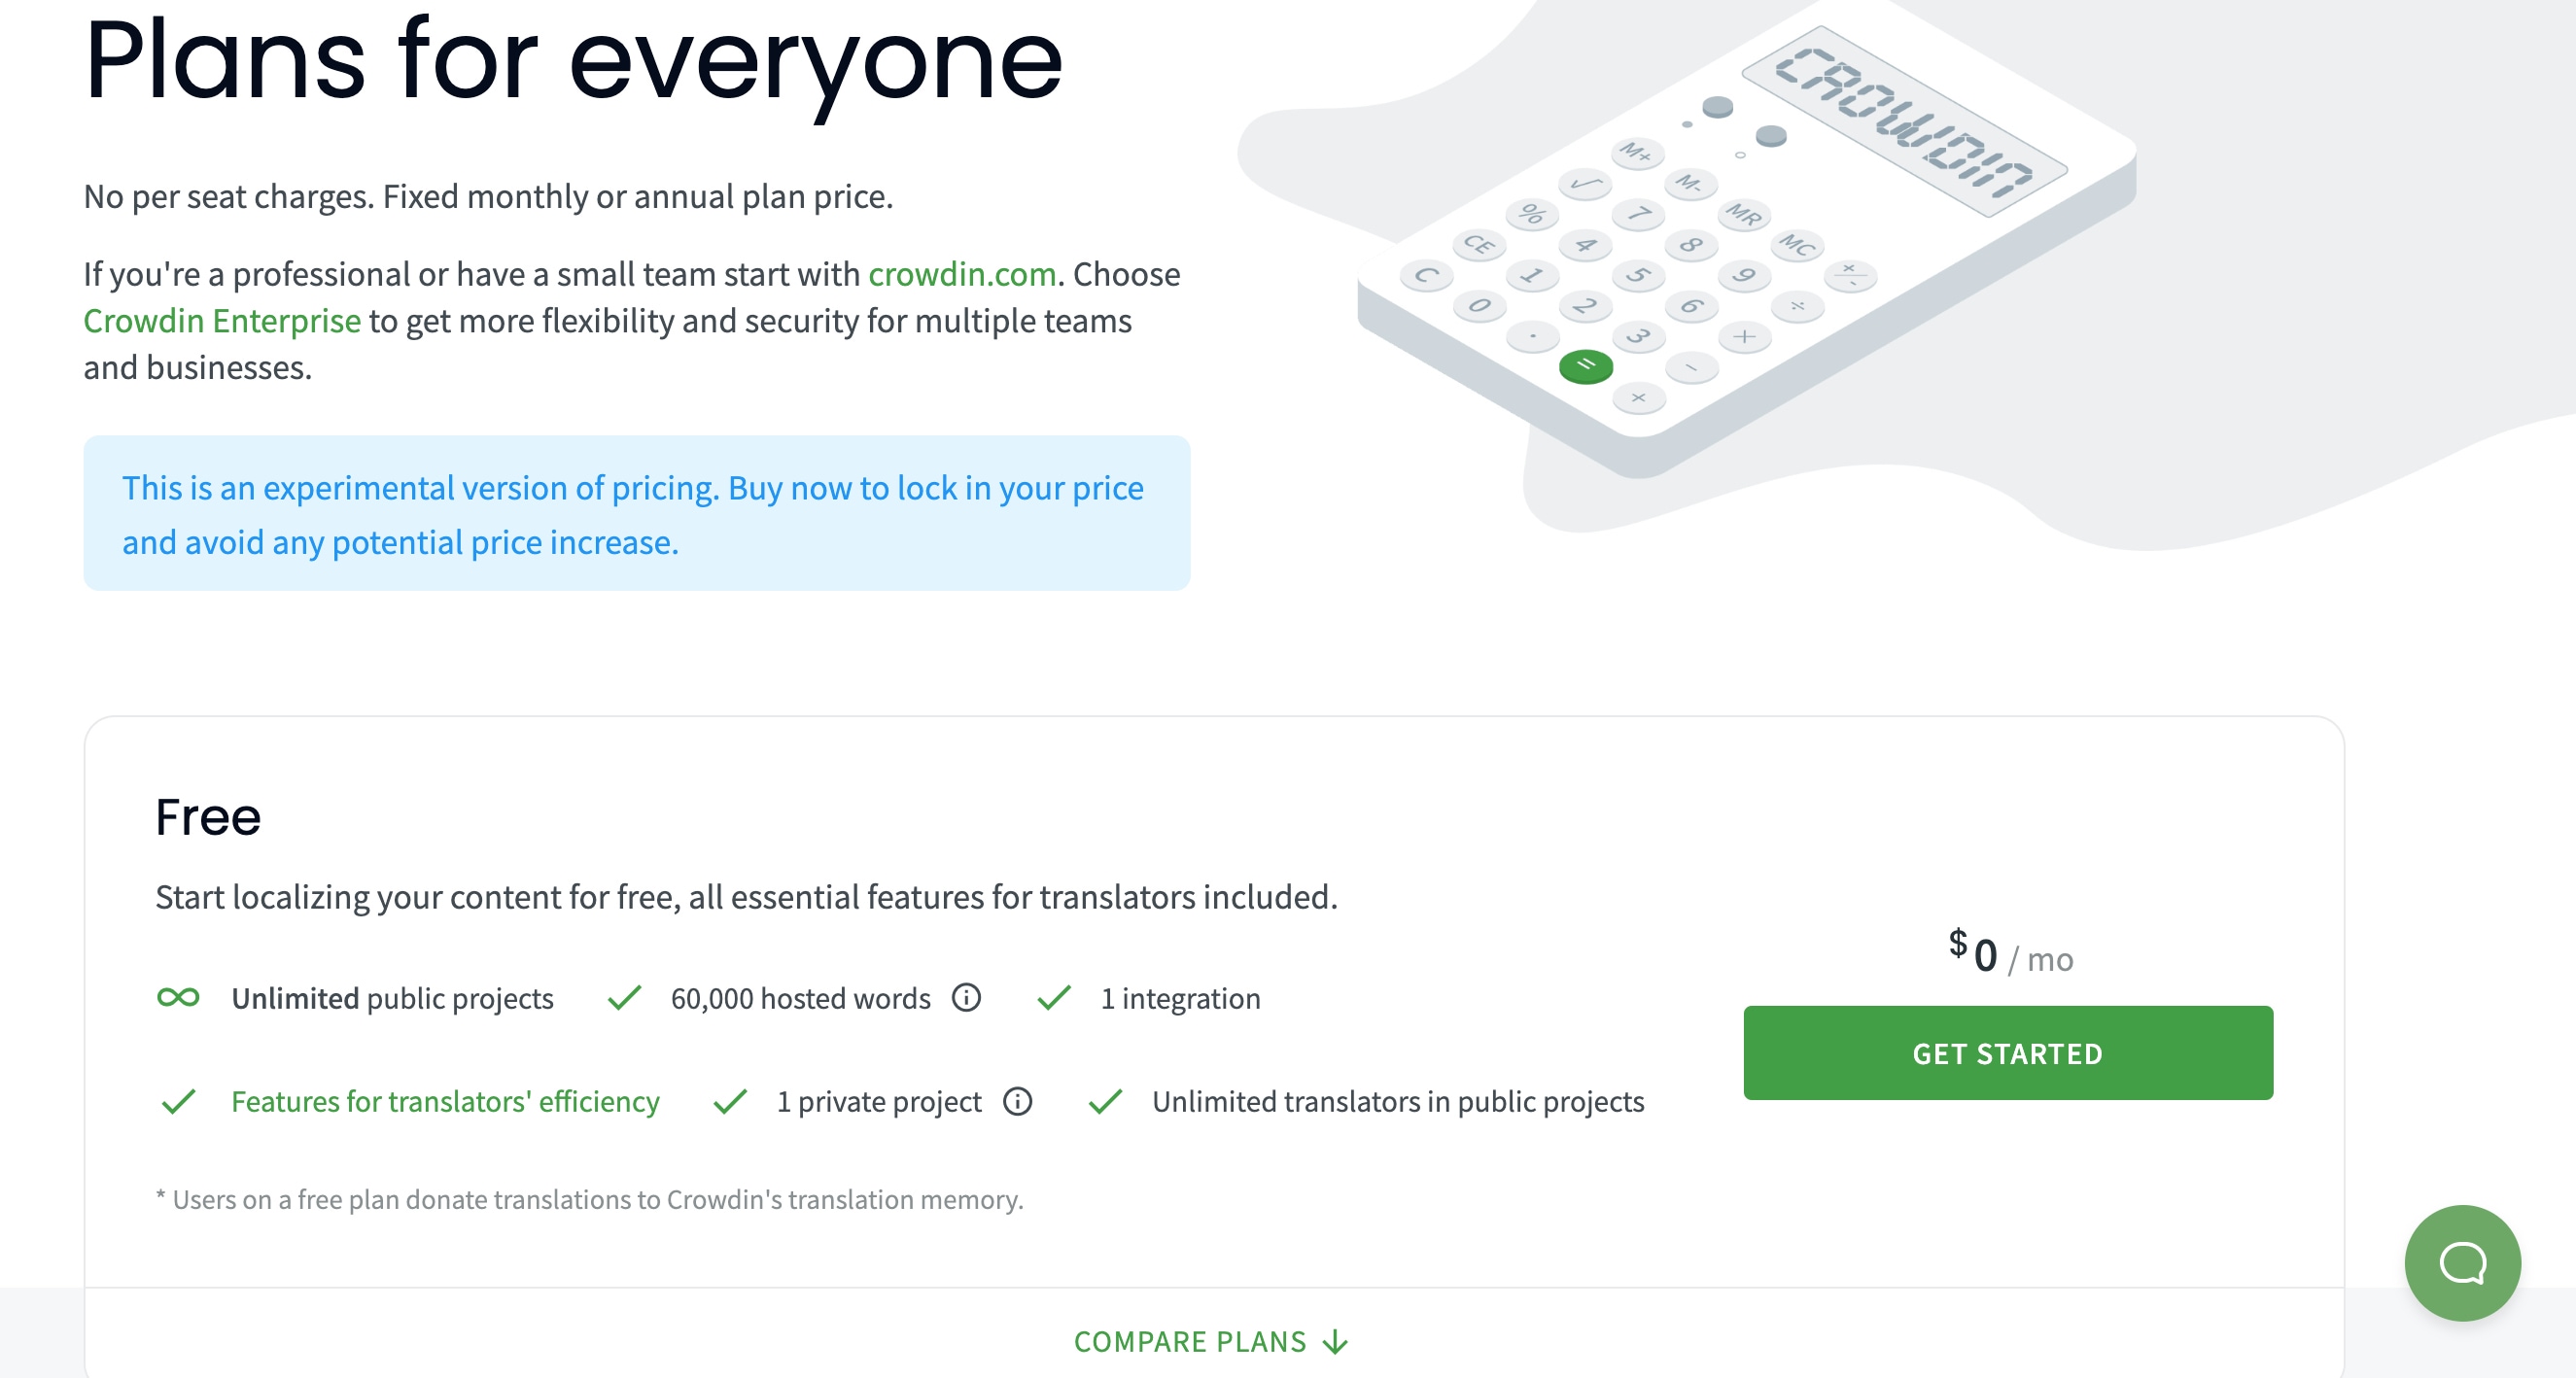 Plans for everyone
No per seat charges. Fixed monthly or annual plan price.
If you're a professional or have a small team start with crowdin.com. Choose
Crowdin Enterprise to get more flexibility and security for multiple teams
and businesses.
This is an experimental version of pricing. Buy now to lock in your price
and avoid any potential price increase.
CROWDIN
M+
√ M-
% 7 MR
CE 4 8 MC
C 1 5 9 ×/-
0 2 6 ÷
. 3 +
= -
×
Free
Start localizing your content for free, all essential features for translators included.
∞ Unlimited public projects ✓ 60,000 hosted words ✓ 1 integration
✓ Features for translators' efficiency ✓ 1 private project ✓ Unlimited translators in public projects
* Users on a free plan donate translations to Crowdin's translation memory.
$0 / mo
GET STARTED
COMPARE PLANS ↓